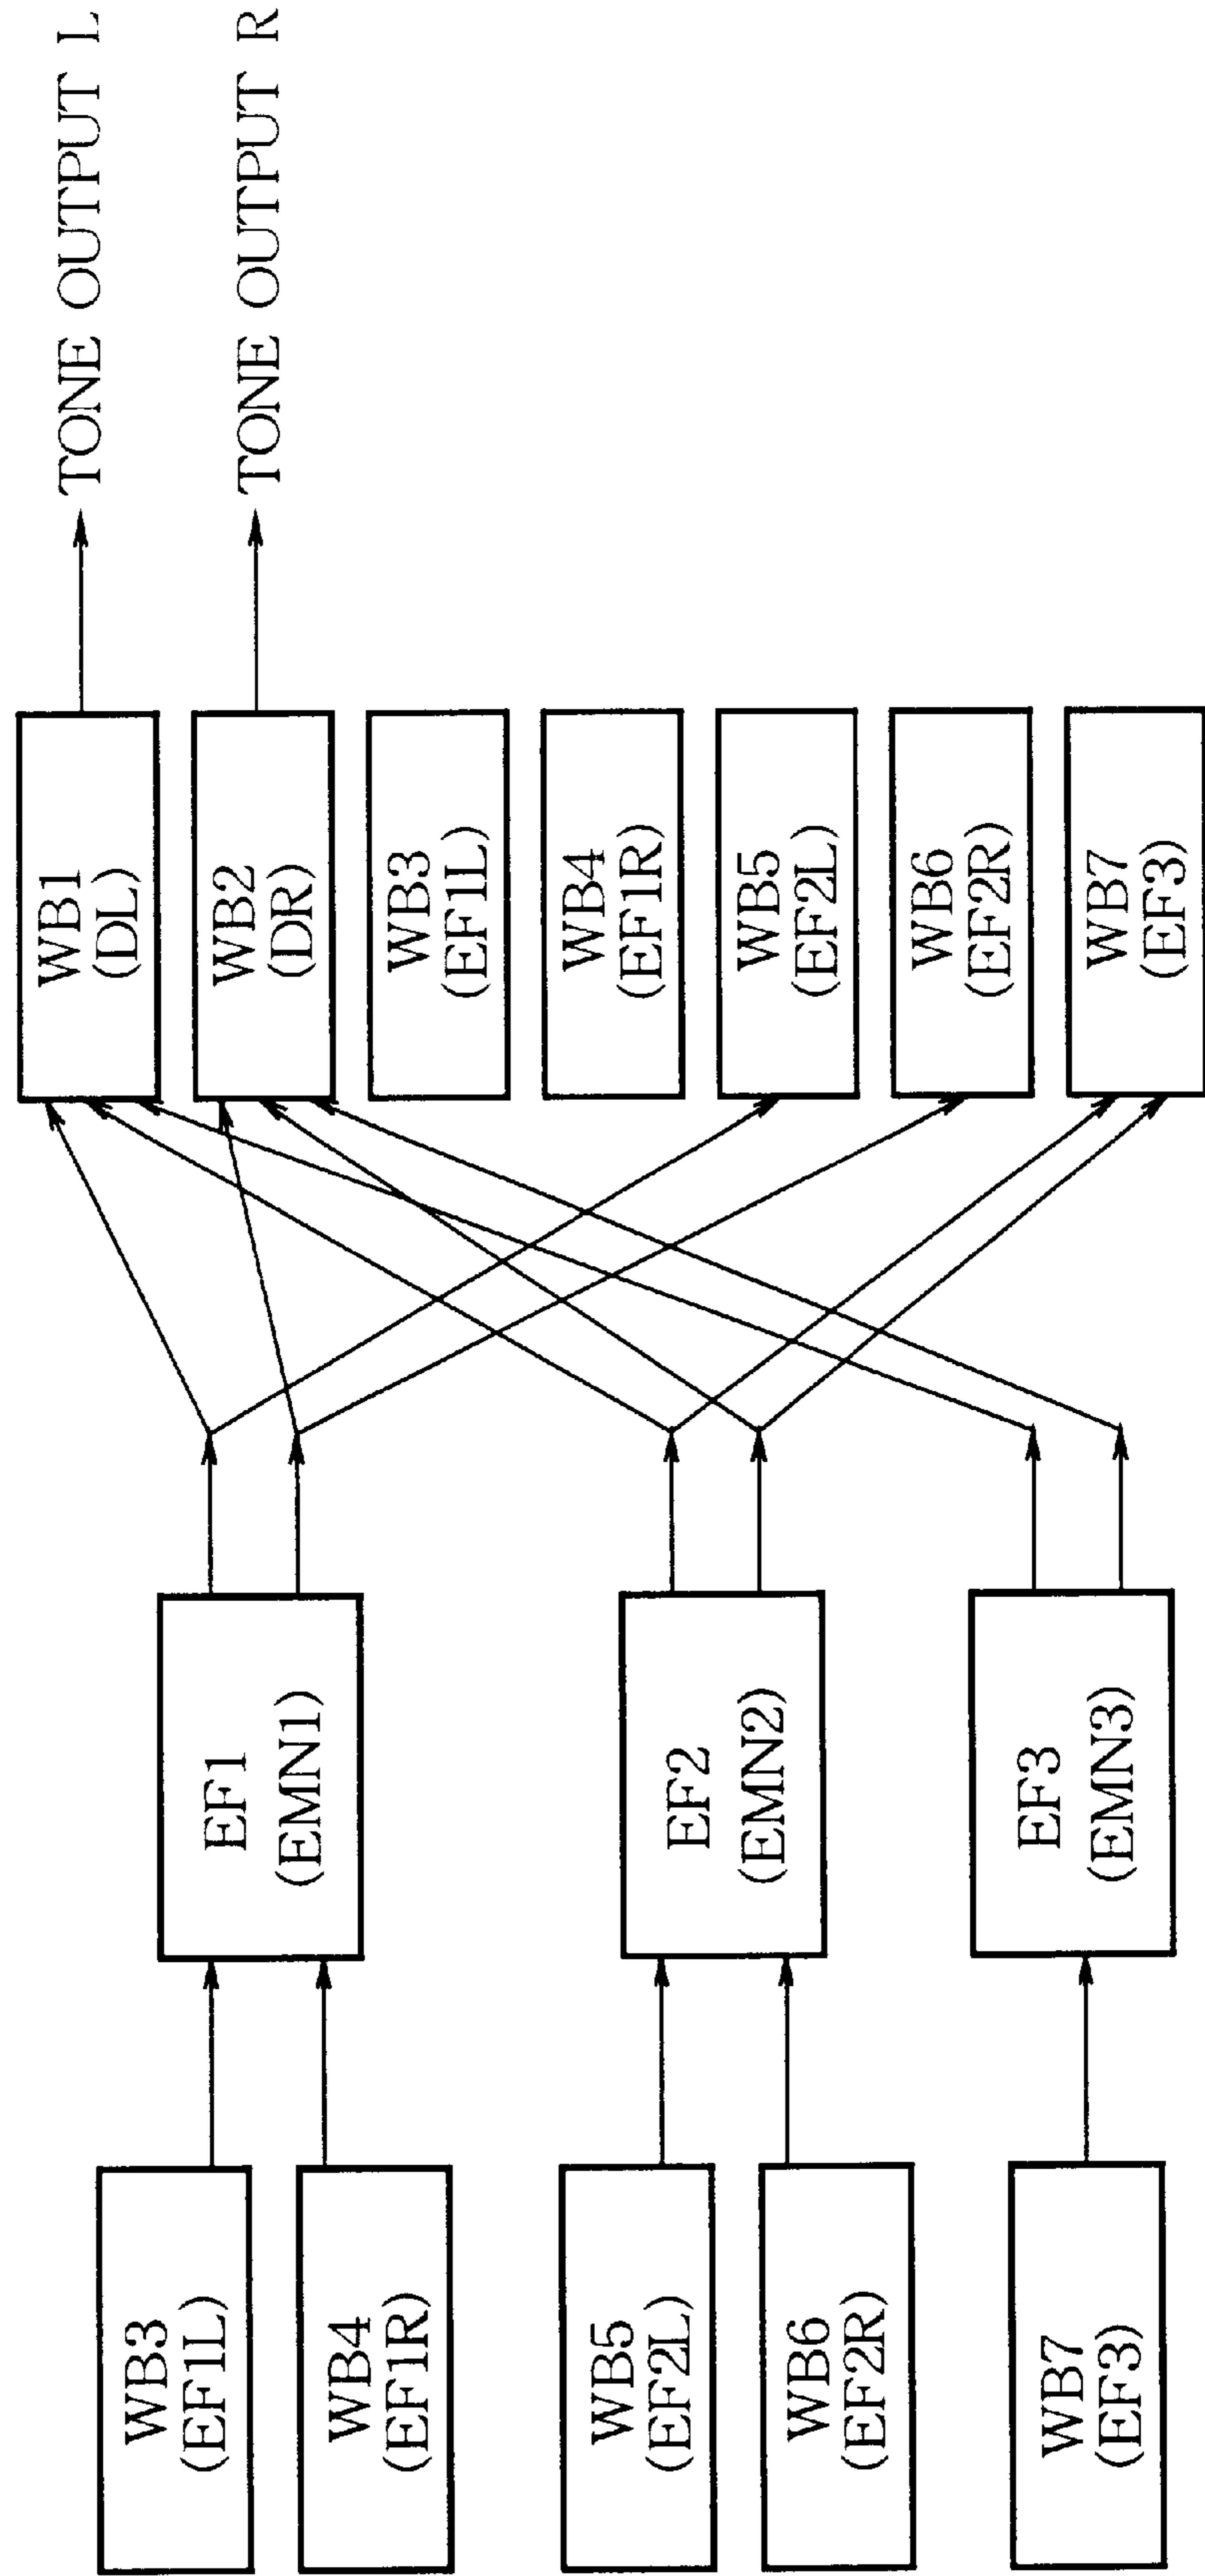 WB3
(EF1L)
WB4
(EF1R)
WB5
(EF2L)
WB6
(EF2R)
WB7
(EF3)
EF1
(EMN1)
EF2
(EMN2)
EF3
(EMN3)
WB1
(DL)
WB2
(DR)
WB3
(EF1L)
WB4
(EF1R)
WB5
(EF2L)
WB6
(EF2R)
WB7
(EF3)
TONE OUTPUT L
TONE OUTPUT R